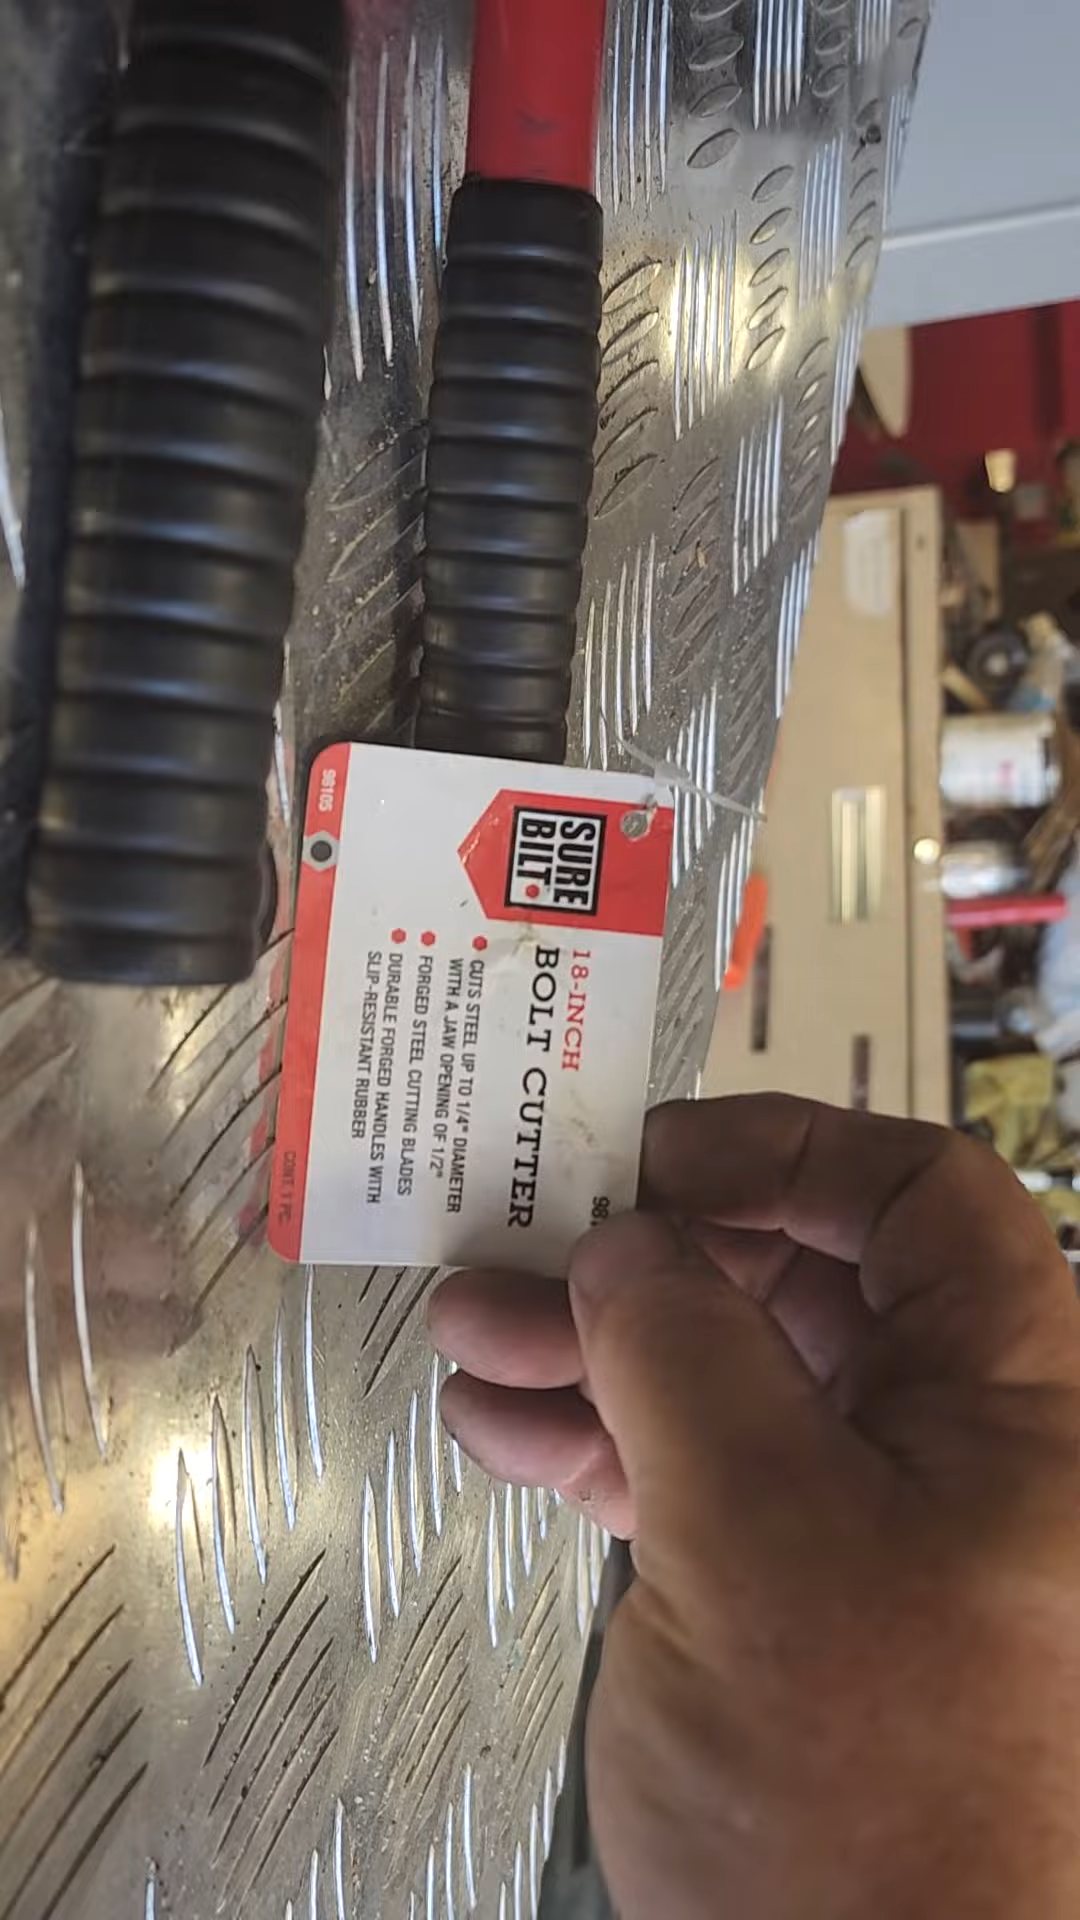 SURE
BILT
18-INCH
BOLT CUTTER
CUTS STEEL UP TO 1/4" DIAMETER
WITH A JAW OPENING OF 1/2"
FORGED STEEL CUTTING BLADES
DURABLE FORGED HANDLES WITH
SLIP-RESISTANT RUBBER
98105
CONT. 1 PC.